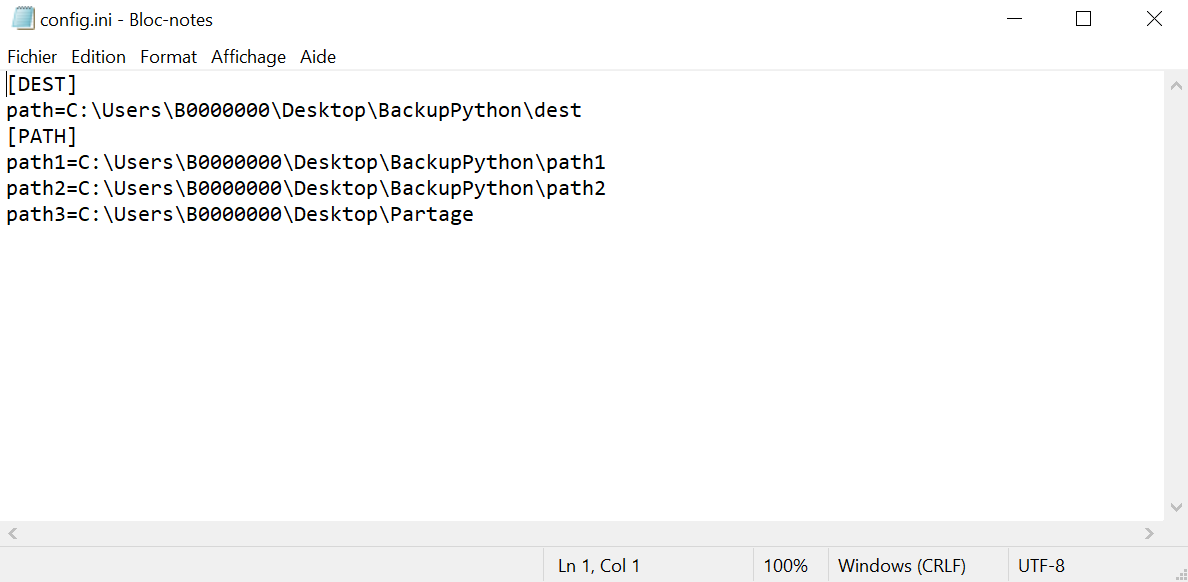 config.ini - Bloc-notes
Fichier Edition Format Affichage Aide
[DEST]
path=C:\Users\B0000000\Desktop\BackupPython\dest
[PATH]
path1=C:\Users\B0000000\Desktop\BackupPython\path1
path2=C:\Users\B0000000\Desktop\BackupPython\path2
path3=C:\Users\B0000000\Desktop\Partage
Ln 1, Col 1 100% Windows (CRLF) UTF-8